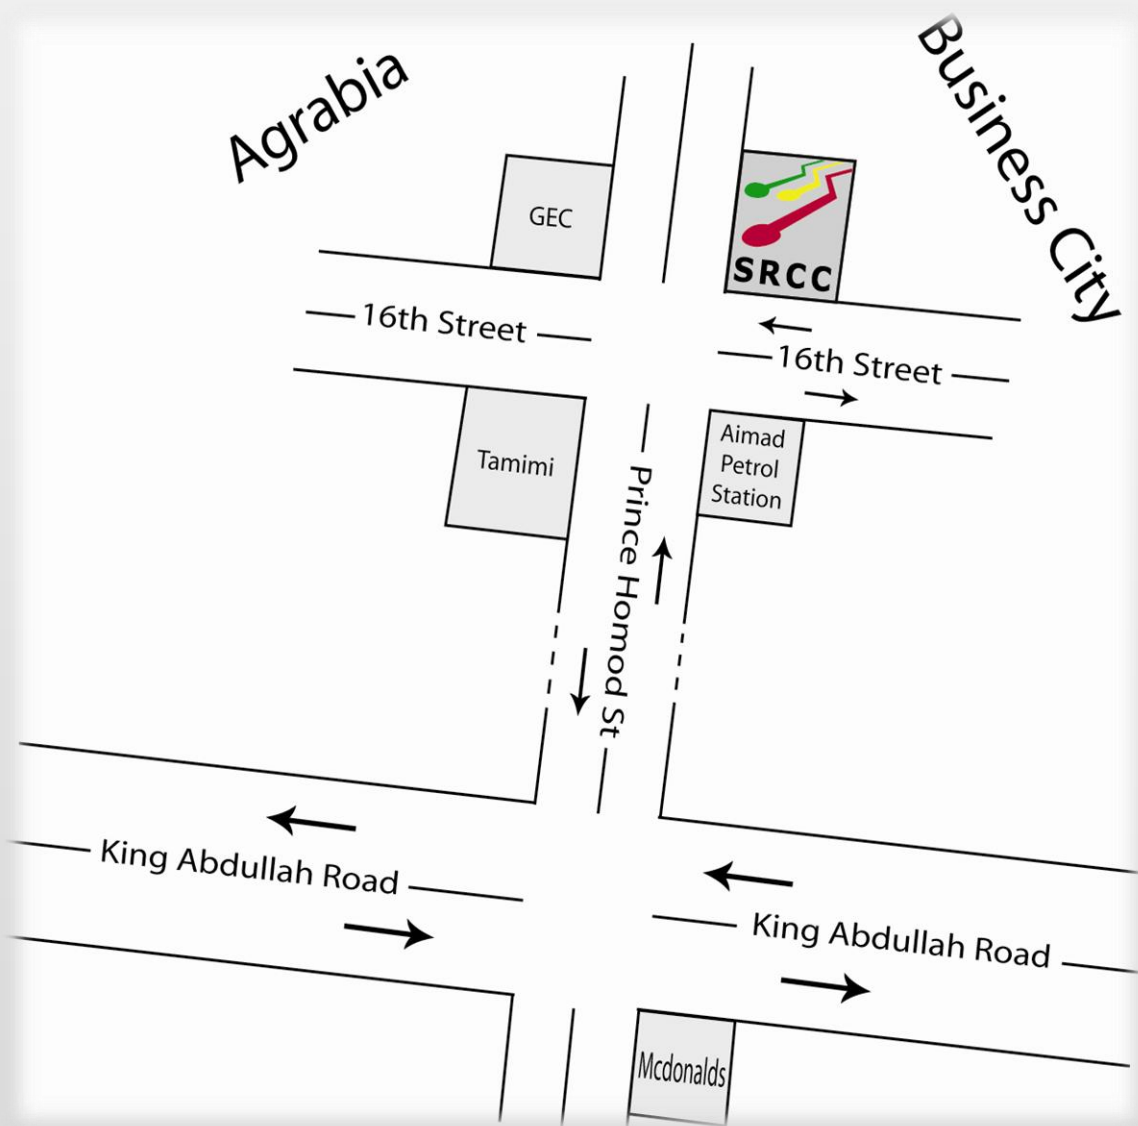 Agrabia
Business City
GEC
SRCC
16th Street
16th Street
Tamimi
Aimad
Petrol
Station
Prince Homod St
King Abdullah Road
King Abdullah Road
Mcdonalds